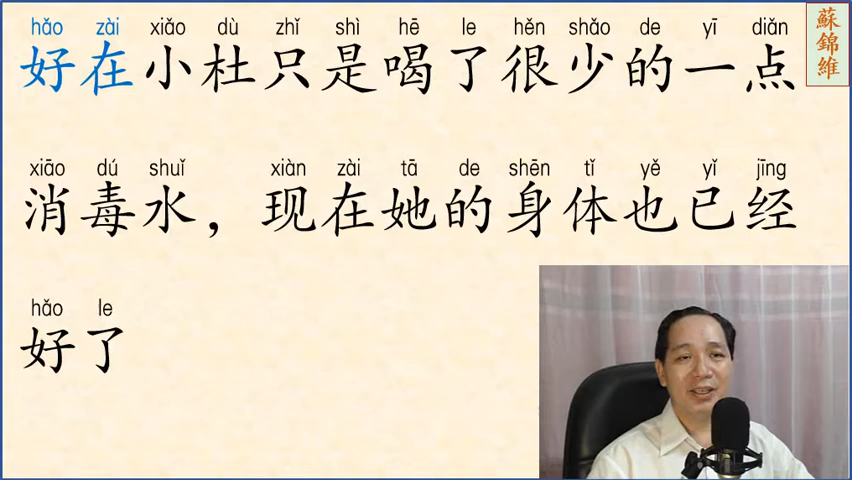 hǎo zài xiǎo dù zhǐ shì hē le hěn shǎo de yī diǎn
好在小杜只是喝了很少的一点
xiāo dú shuǐ xiàn zài tā de shēn tǐ yě yǐ jīng
消毒水，现在她的身体也已经
hǎo le
好了
蘇錦維